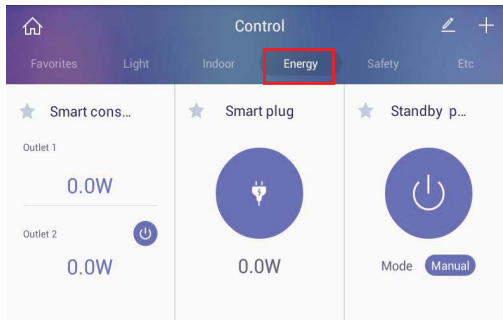 Control
Favorites Light Indoor Energy Safety Etc
Smart cons...
Outlet 1
0.0W
Outlet 2
0.0W
Smart plug
0.0W
Standby p...
Mode Manual